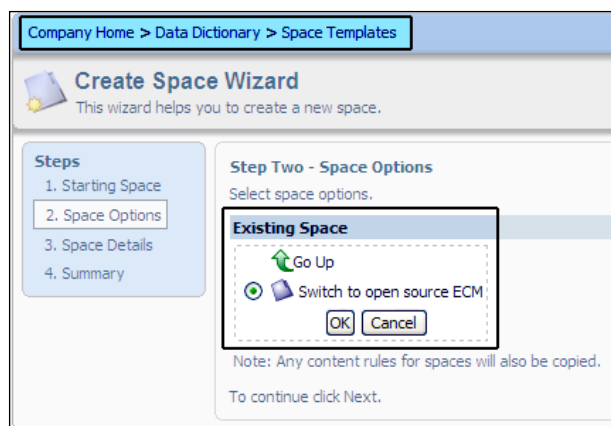 Company Home > Data Dictionary > Space Templates
Create Space Wizard
This wizard helps you to create a new space.
Steps
1. Starting Space
2. Space Options
3. Space Details
4. Summary
Step Two - Space Options
Select space options.
Existing Space
Go Up
Switch to open source ECM
OK Cancel
Note: Any content rules for spaces will also be copied.
To continue click Next.